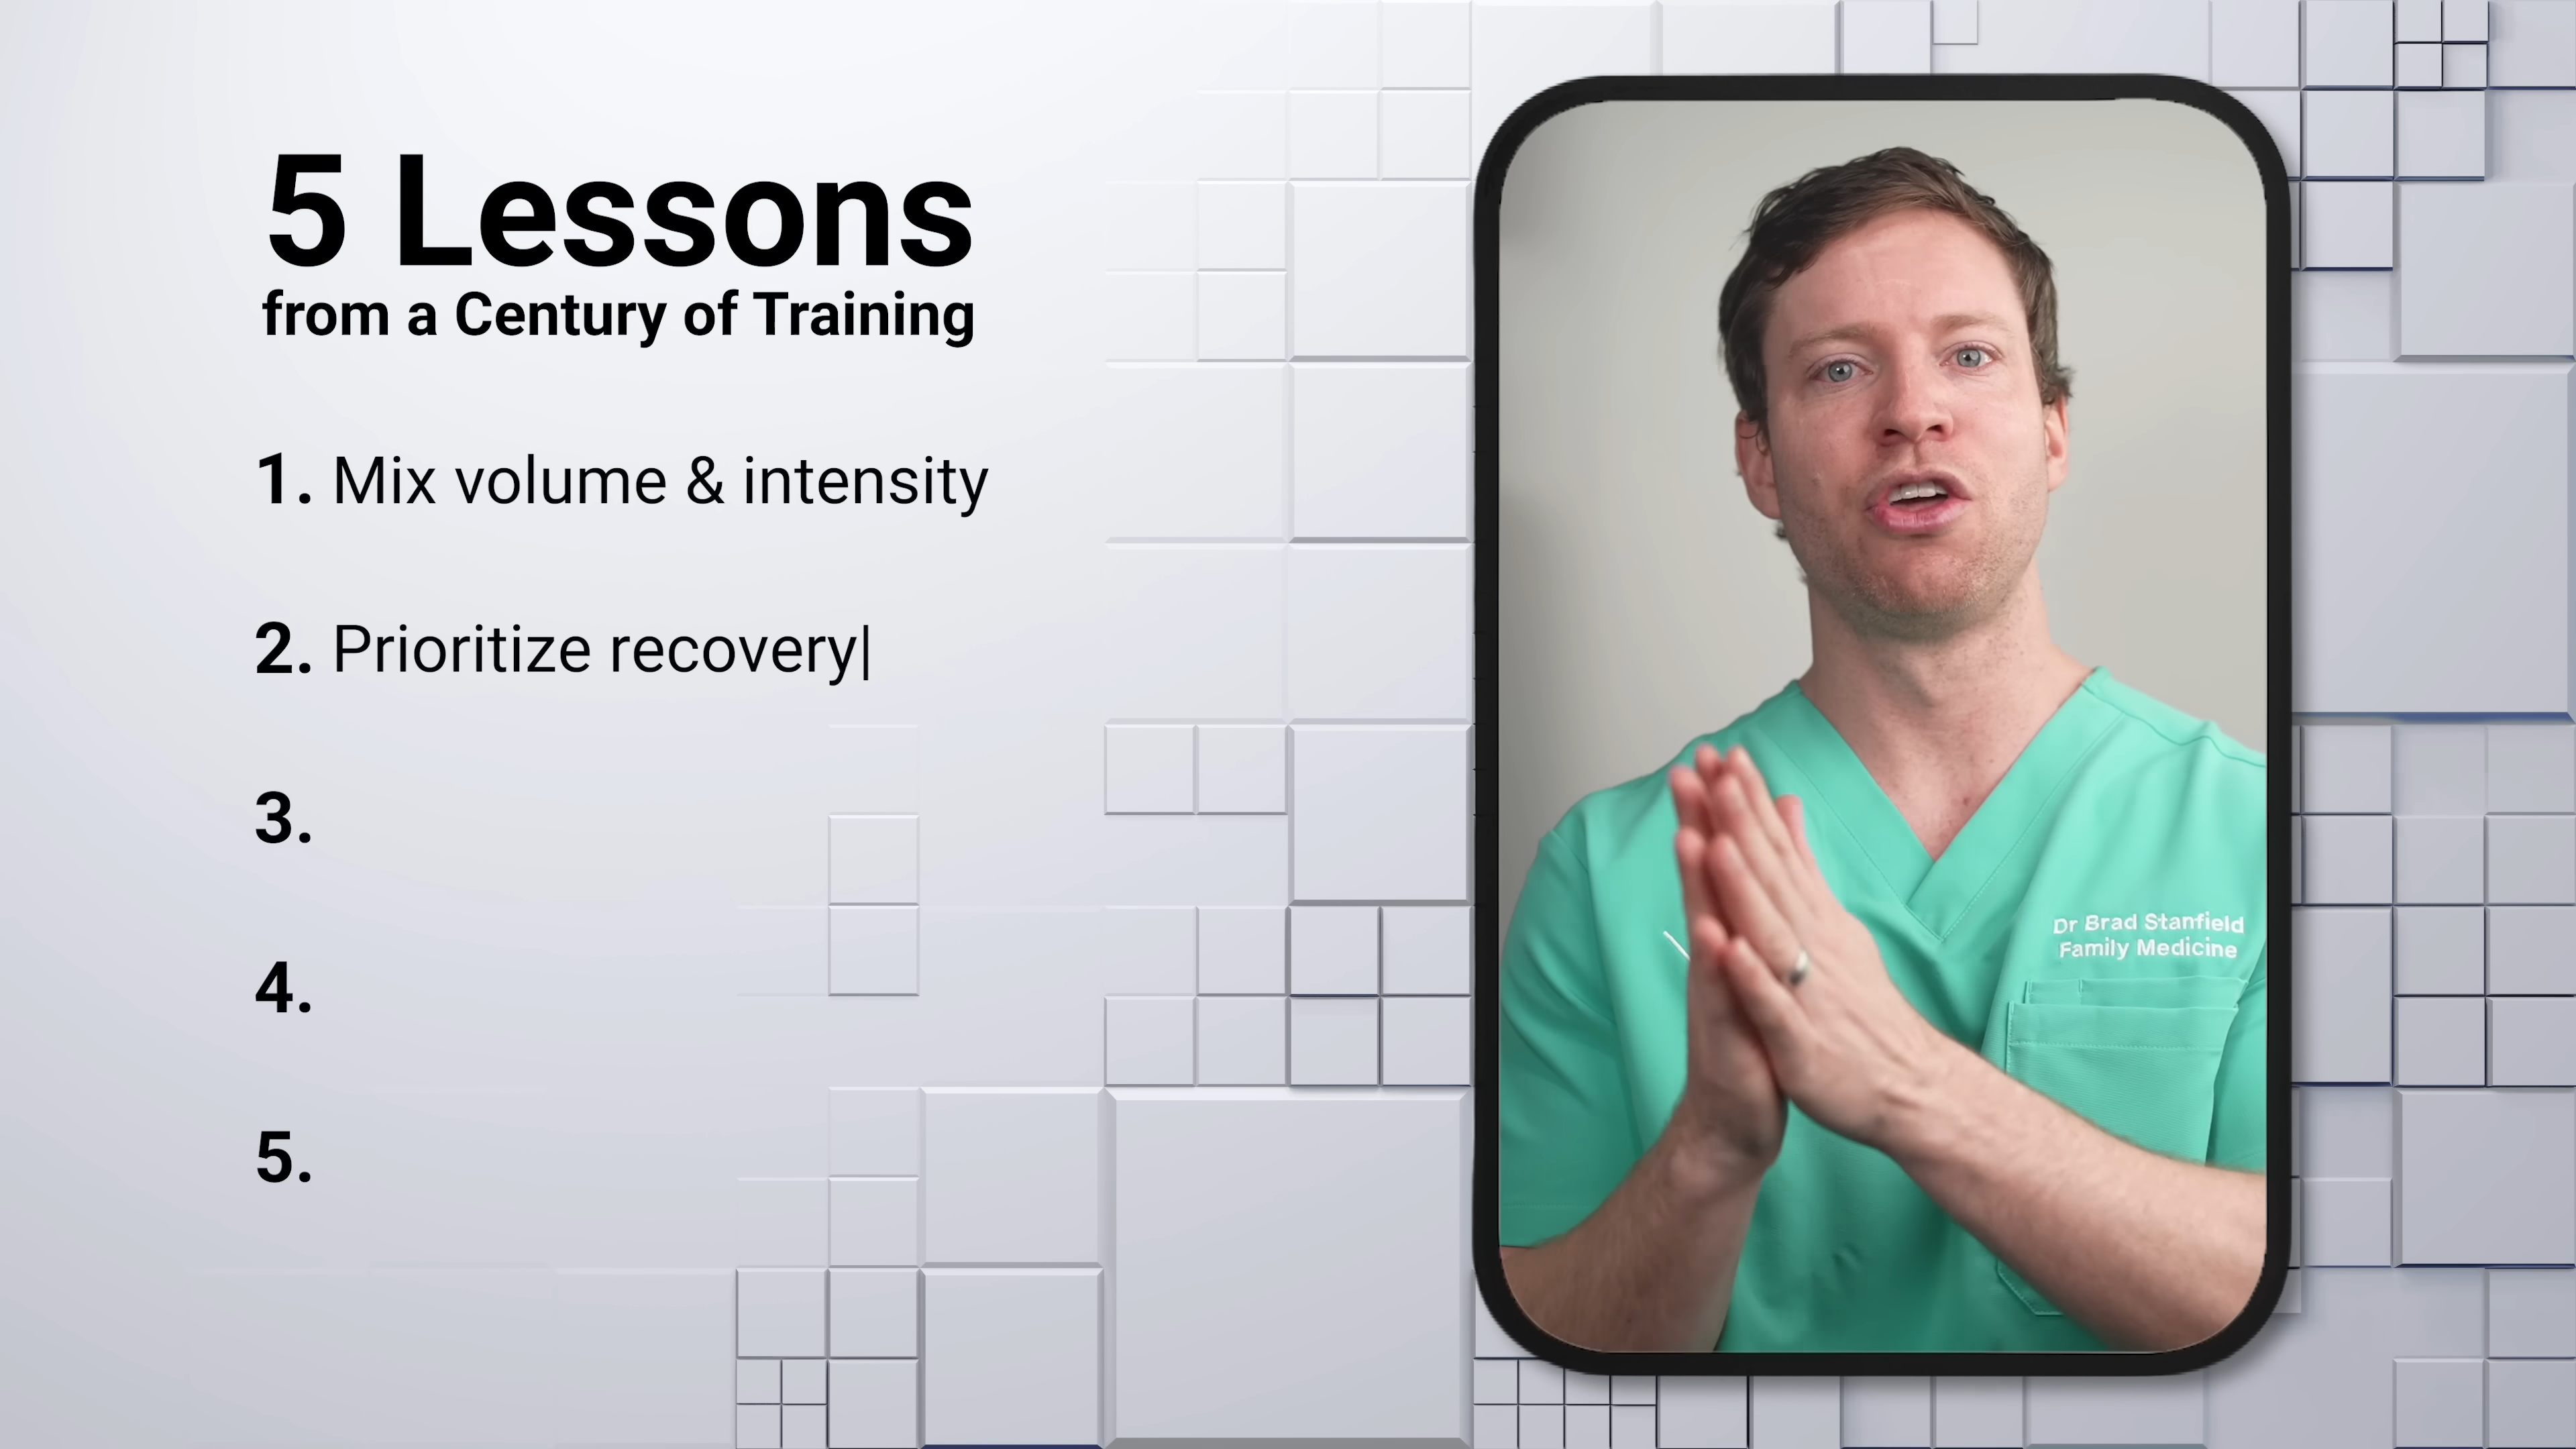 5 Lessons
from a Century of Training
1. Mix volume & intensity
2. Prioritize recovery|
3.
4.
5.
Dr Brad Stanfield
Family Medicine